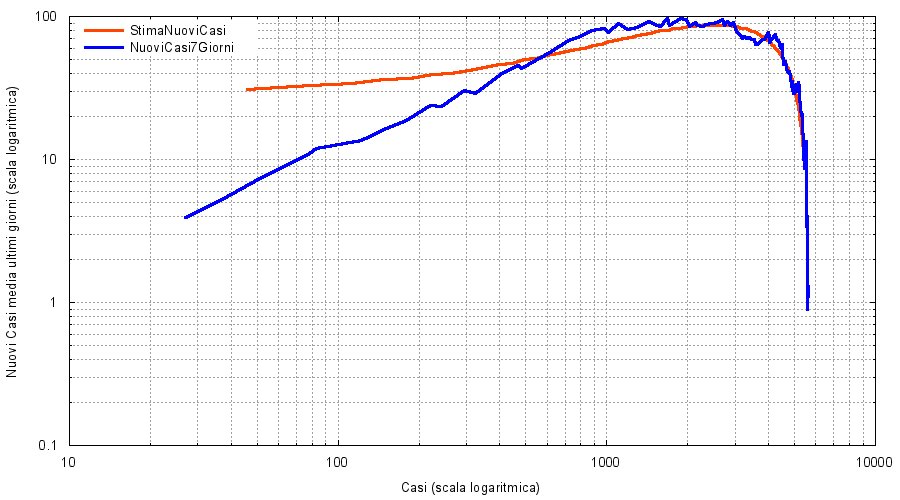 StimaNuoviCasi
NuoviCasi7Giorni
Nuovi Casi media ultimi giorni (scala logaritmica)
100
10
1
0.1
10
100
1000
10000
Casi (scala logaritmica)